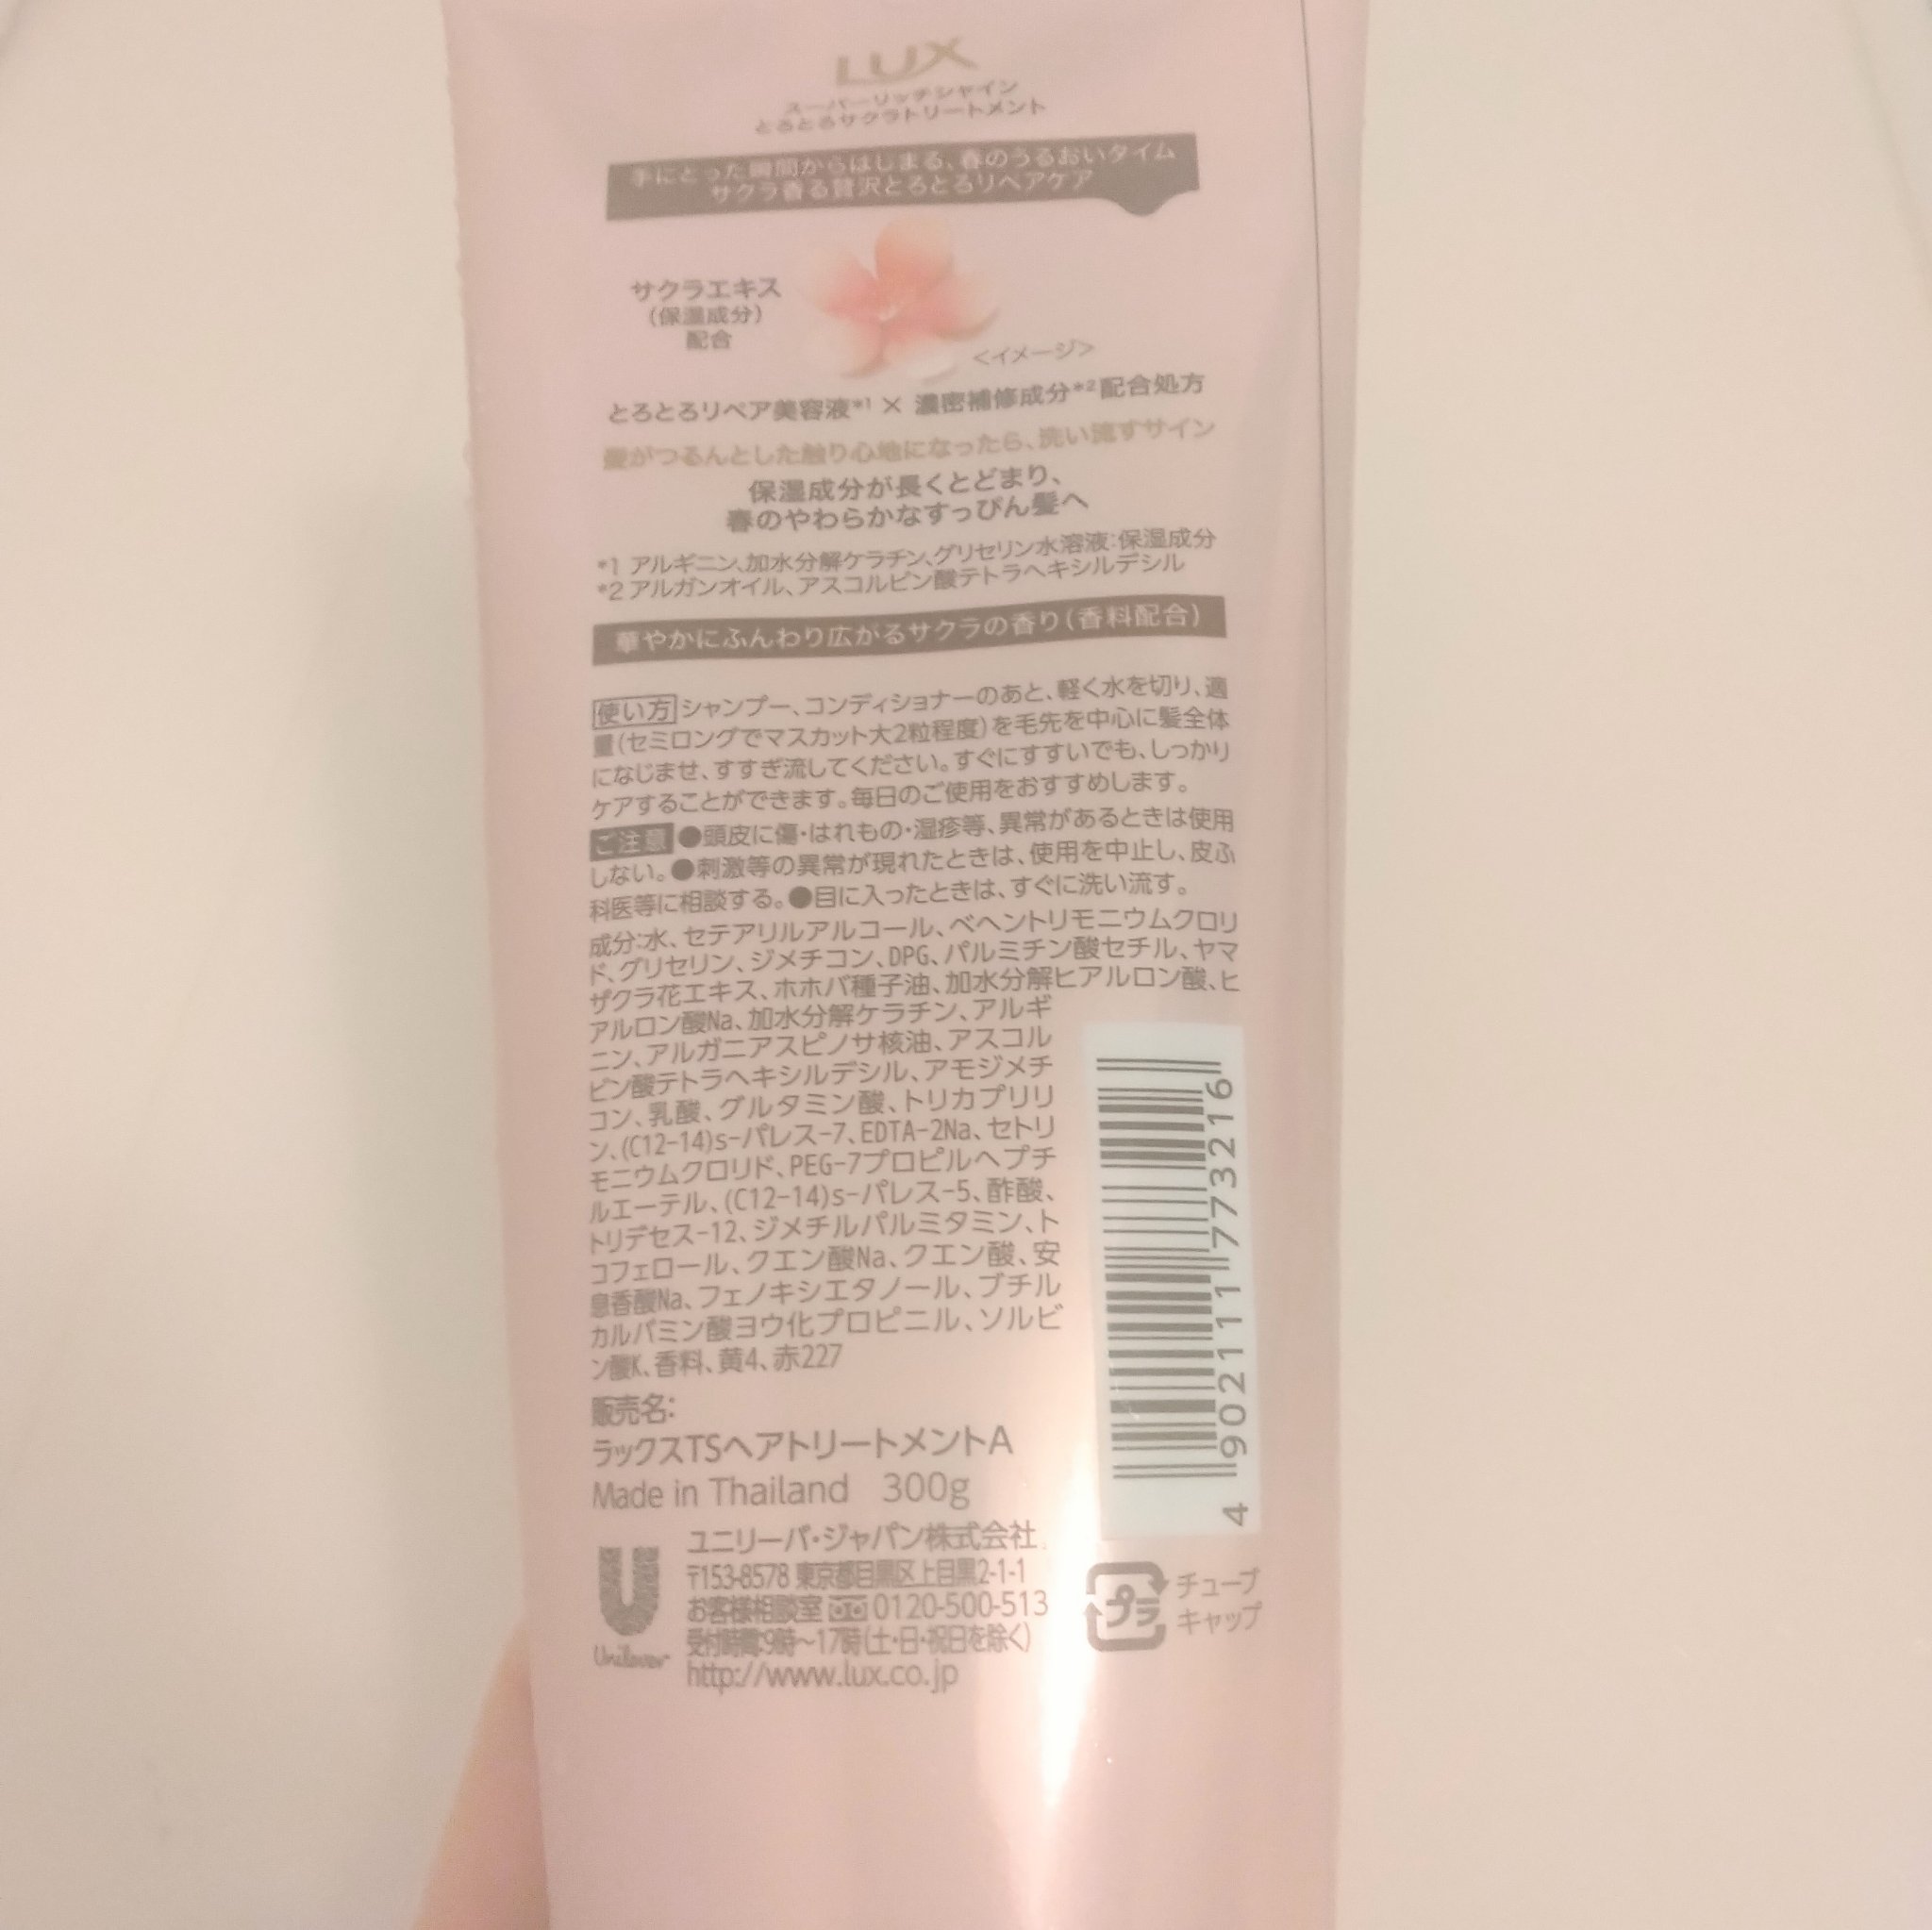 LUX
スーパーリッチシャイン
とろとろサクラトリートメント
手にとった瞬間からはじまる、春のうるおいタイム
サクラ香る贅沢とろとろリペアケア
サクラエキス
（保湿成分）
配合
＜イメージ＞
とろとろリペア美容液*1 × 濃密補修成分*2配合処方
髪がつるんとした触り心地になったら、洗い流すサイン
保湿成分が長くとどまり、
春のやわらかなすっぴん髪へ
*1 アルギニン、加水分解ケラチン、グリセリン水溶液:保湿成分
*2 アルガンオイル、アスコルビン酸テトラヘキシルデシル
華やかにふんわり広がるサクラの香り（香料配合）
使い方 シャンプー、コンディショナーのあと、軽く水を切り、適
量（セミロングでマスカット大2粒程度）を毛先を中心に髪全体
になじませ、すすぎ流してください。すぐにすすいでも、しっかり
ケアすることができます。毎日のご使用をおすすめします。
ご注意 ●頭皮に傷・はれもの・湿疹等、異常があるときは使用
しない。●刺激等の異常が現れたときは、使用を中止し、皮ふ
科医等に相談する。●目に入ったときは、すぐに洗い流す。
成分:水、セテアリルアルコール、ベヘントリモニウムクロリ
ド、グリセリン、ジメチコン、DPG、パルミチン酸セチル、ヤマ
ザクラ花エキス、ホホバ種子油、加水分解ヒアルロン酸、ヒ
アルロン酸Na、加水分解ケラチン、アルギ
ニン、アルガニアスピノサ核油、アスコル
ビン酸テトラヘキシルデシル、アモジメチ
コン、乳酸、グルタミン酸、トリカプリリ
ン、(C12-14)s-パレス-7、EDTA-2Na、セトリ
モニウムクロリド、PEG-7プロピルヘプチ
ルエーテル、(C12-14)s-パレス-5、酢酸、
トリデセス-12、ジメチルパルミタミン、ト
コフェロール、クエン酸Na、クエン酸、安
息香酸Na、フェノキシエタノール、ブチル
カルバミン酸ヨウ化プロピニル、ソルビ
ン酸K、香料、黄4、赤227
販売名:
ラックスTSヘアトリートメントA
Made in Thailand 300g
4 902111 773216
Unilever
ユニリーバ・ジャパン株式会社
〒153-8578 東京都目黒区上目黒2-1-1
お客様相談室 0120-500-513
受付時間:9時～17時（土・日・祝日を除く）
http://www.lux.co.jp
プラ
チューブ
キャップ